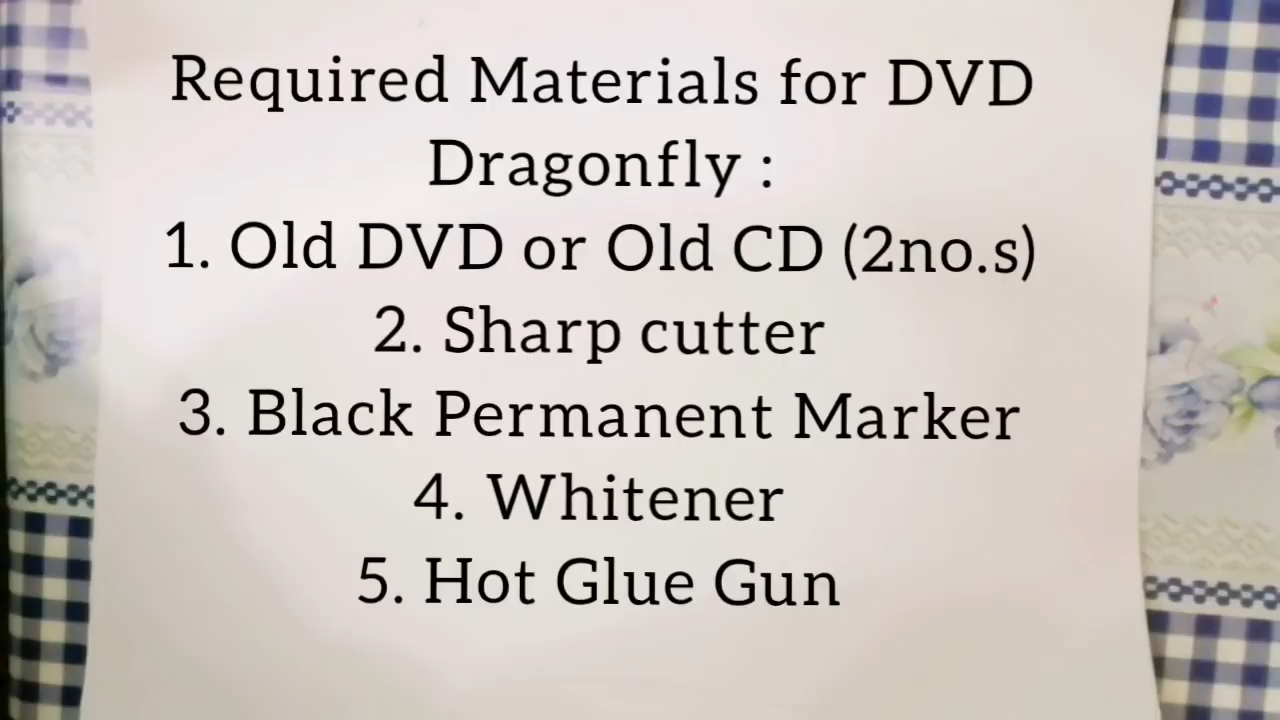 Required Materials for DVD
Dragonfly :
1. Old DVD or Old CD (2no.s)
2. Sharp cutter
3. Black Permanent Marker
4. Whitener
5. Hot Glue Gun